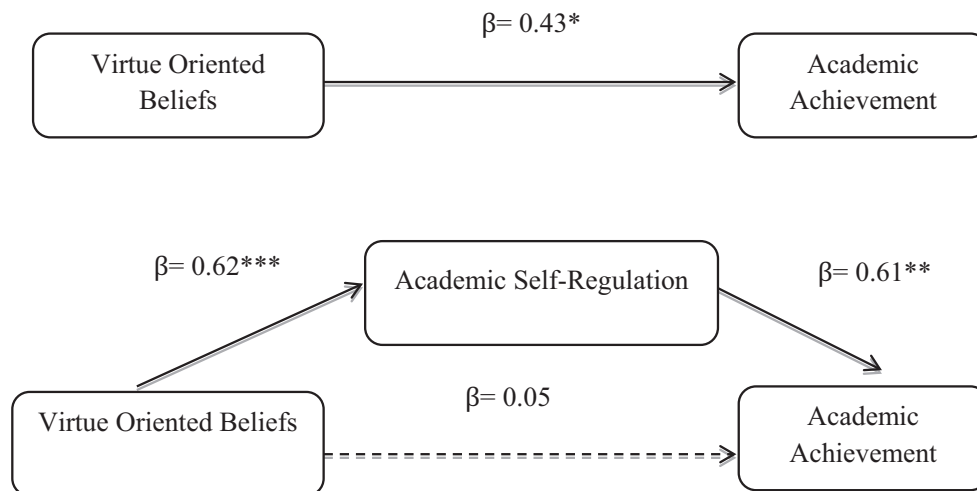 β= 0.43*
Virtue Oriented
Beliefs
Academic
Achievement
β= 0.62***
Academic Self-Regulation
β= 0.61**
Virtue Oriented Beliefs
β= 0.05
Academic
Achievement